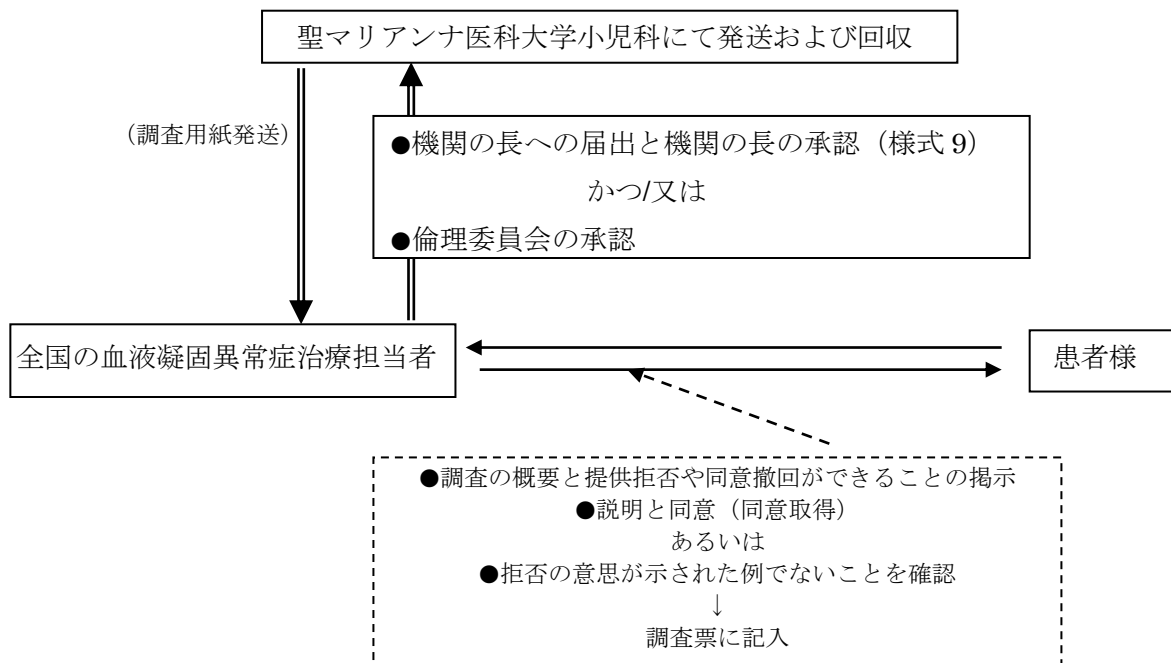 聖マリアンナ医科大学小児科にて発送および回収
(調査用紙発送)
●機関の長への届出と機関の長の承認（様式 9）
かつ/又は
●倫理委員会の承認
全国の血液凝固異常症治療担当者
患者様
●調査の概要と提供拒否や同意撤回ができることの掲示
●説明と同意（同意取得）
あるいは
●拒否の意思が示された例でないことを確認
↓
調査票に記入